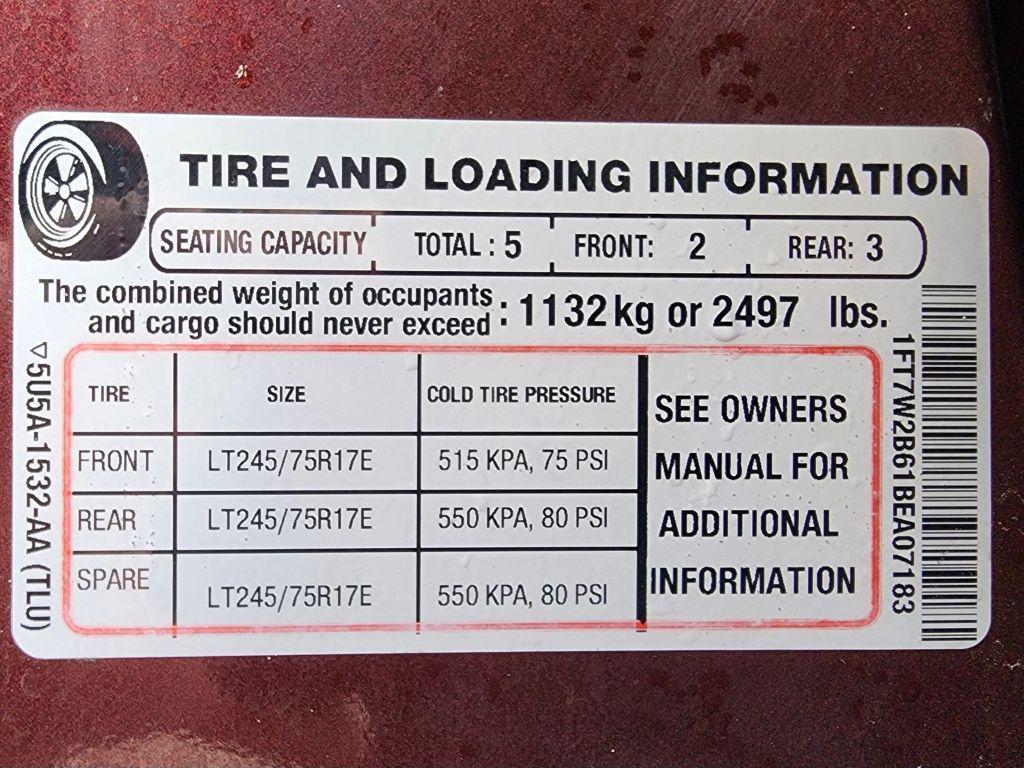 TIRE AND LOADING INFORMATION
SEATING CAPACITY TOTAL : 5 FRONT: 2 REAR: 3
The combined weight of occupants
and cargo should never exceed : 1132 kg or 2497 lbs.
TIRE SIZE COLD TIRE PRESSURE
FRONT LT245/75R17E 515 KPA, 75 PSI
REAR LT245/75R17E 550 KPA, 80 PSI
SPARE LT245/75R17E 550 KPA, 80 PSI
SEE OWNERS
MANUAL FOR
ADDITIONAL
INFORMATION
▽5U5A-1532-AA (TLU)
1FT7W2B61BEA07183